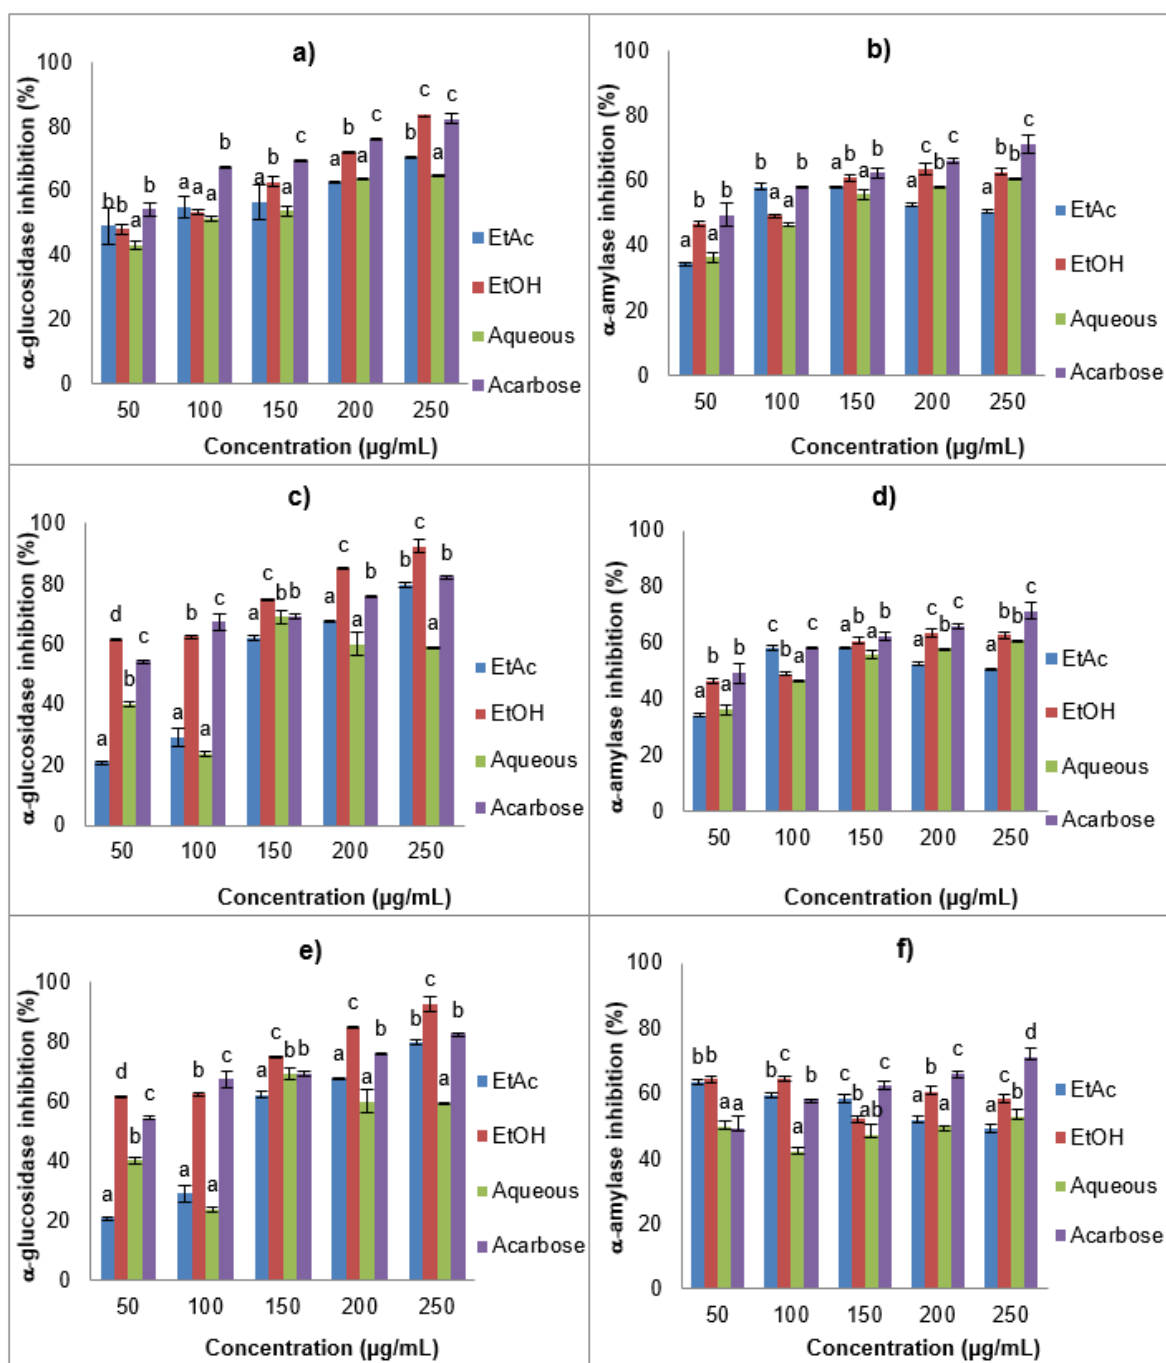 a)
α-glucosidase inhibition (%)
100
80
60
40
20
0
b b a b
a a a b
a b a c
a b a c
b c a c
50 100 150 200 250
Concentration (µg/mL)
EtAc
EtOH
Aqueous
Acarbose
b)
α-amylase inhibition (%)
100
80
60
40
20
0
a b a b
b a a b
a b a b
a c b c
a b b c
50 100 150 200 250
Concentration (µg/mL)
EtAc
EtOH
Aqueous
Acarbose
c)
α-glucosidase inhibition (%)
100
80
60
40
20
0
a d b c
a b a c
a c b b
a c a b
b c a b
50 100 150 200 250
Concentration (µg/mL)
EtAc
EtOH
Aqueous
Acarbose
d)
α-amylase inhibition (%)
100
80
60
40
20
0
a b a b
c b a c
a b a b
a c b c
a b b c
50 100 150 200 250
Concentration (µg/mL)
EtAc
EtOH
Aqueous
Acarbose
e)
α-glucosidase inhibition (%)
100
80
60
40
20
0
a d b c
a b a c
a c b b
a c a b
b c a b
50 100 150 200 250
Concentration (µg/mL)
EtAc
EtOH
Aqueous
Acarbose
f)
α-amylase inhibition (%)
100
80
60
40
20
0
b b a a
b c a b
c b ab c
a b a c
a c b d
50 100 150 200 250
Concentration (µg/mL)
EtAc
EtOH
Aqueous
Acarbose